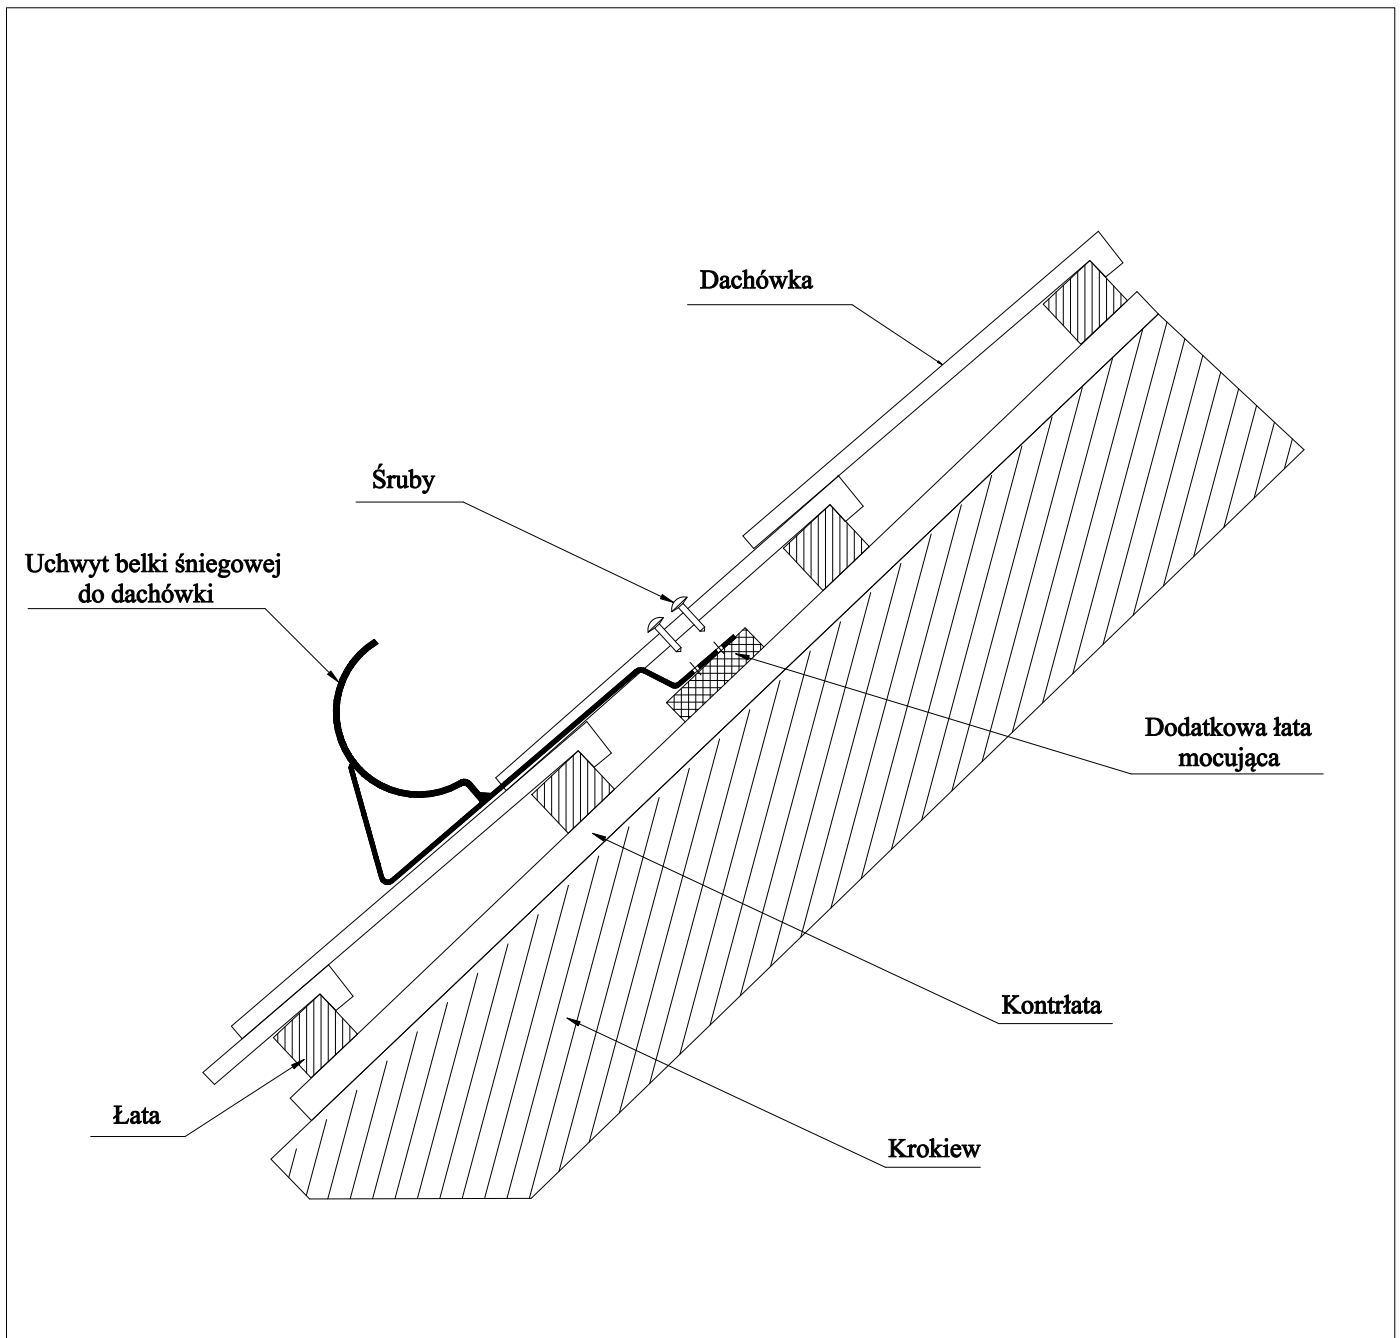 Dachówka
Śruby
Uchwyt belki śniegowej
do dachówki
Dodatkowa łata
mocująca
Kontrłata
Łata
Krokiew